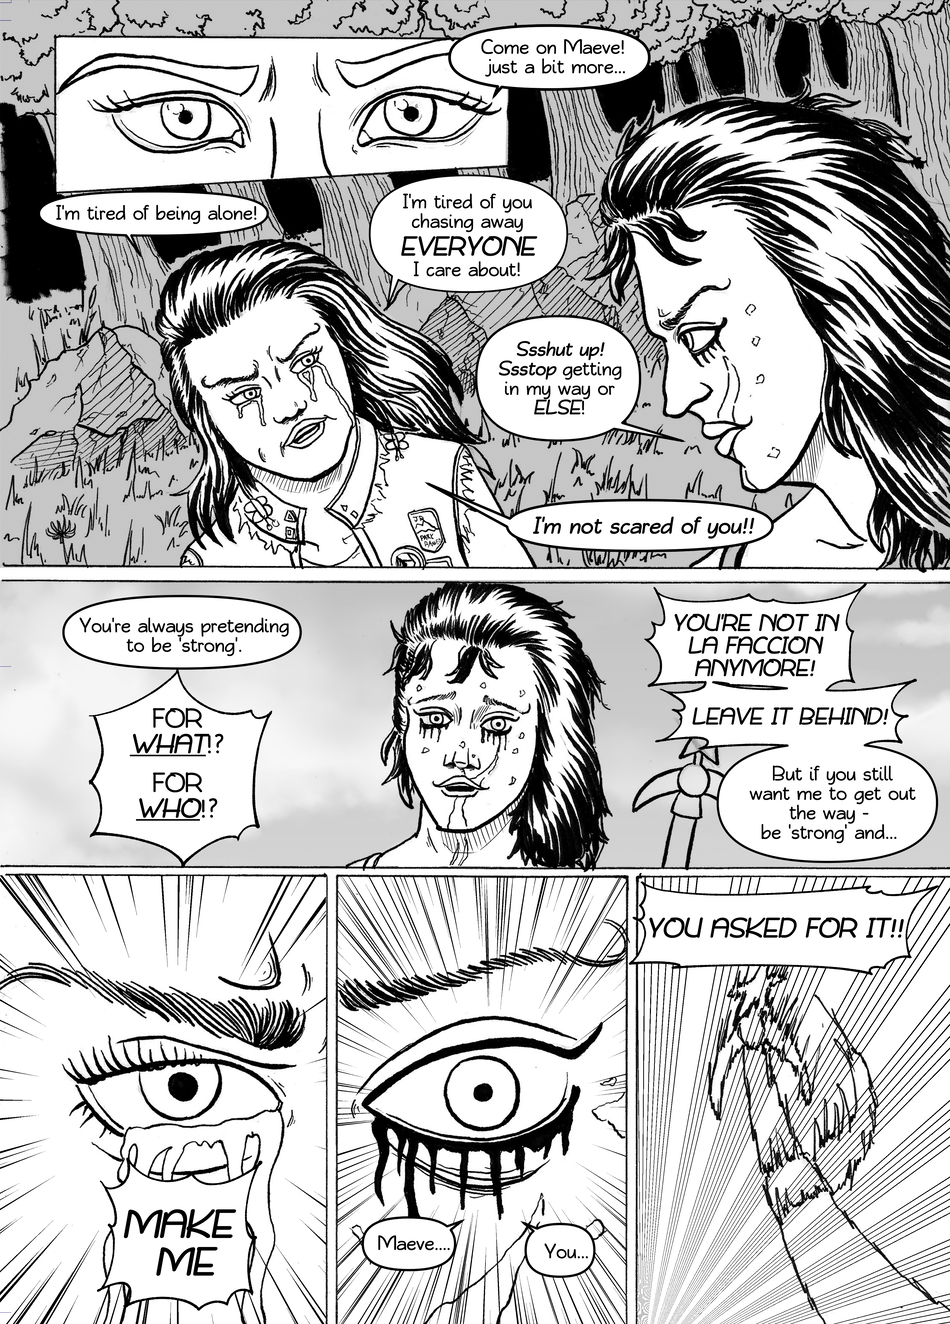 Come on Maeve!
just a bit more...
I'm tired of being alone!
I'm tired of you
chasing away
EVERYONE
I care about!
Ssshut up!
Ssstop getting
in my way or
ELSE!
I'm not scared of you!!
PARK
You're always pretending
to be 'strong'.
FOR
WHAT!?
FOR
WHO!?
YOU'RE NOT IN
LA FACCION
ANYMORE!
LEAVE IT BEHIND!
But if you still
want me to get out
the way -
be 'strong' and...
MAKE
ME
Maeve....
You...
YOU ASKED FOR IT!!